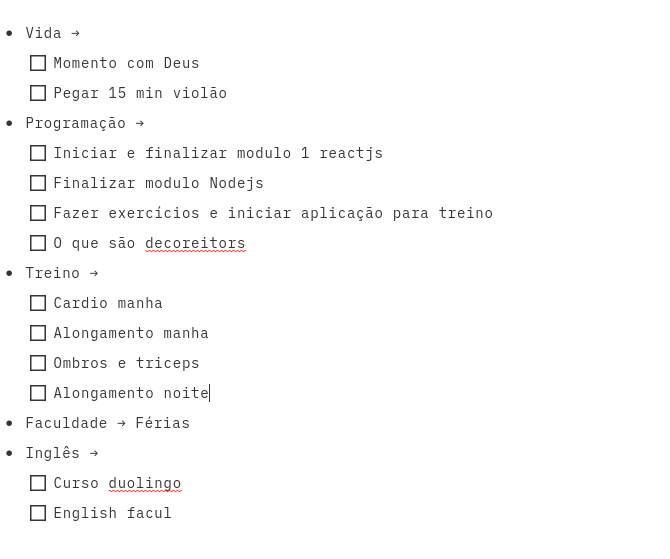 • Vida →
☐ Momento com Deus
☐ Pegar 15 min violão
• Programação →
☐ Iniciar e finalizar modulo 1 reactjs
☐ Finalizar modulo Nodejs
☐ Fazer exercícios e iniciar aplicação para treino
☐ O que são decoreitors
• Treino →
☐ Cardio manha
☐ Alongamento manha
☐ Ombros e triceps
☐ Alongamento noite
• Faculdade → Férias
• Inglês →
☐ Curso duolingo
☐ English facul